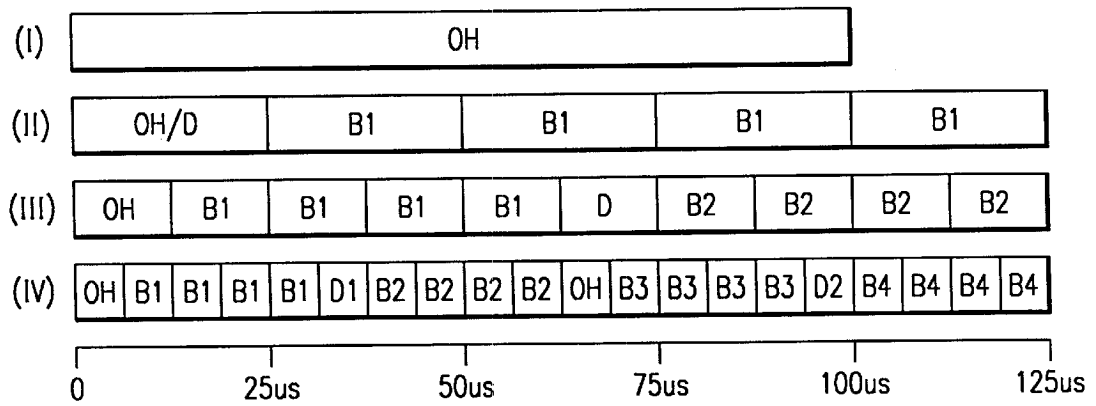 (I) OH
(II) OH/D B1 B1 B1 B1
(III) OH B1 B1 B1 B1 D B2 B2 B2 B2
(IV) OH B1 B1 B1 B1 D1 B2 B2 B2 B2 OH B3 B3 B3 B3 D2 B4 B4 B4 B4
0 25us 50us 75us 100us 125us